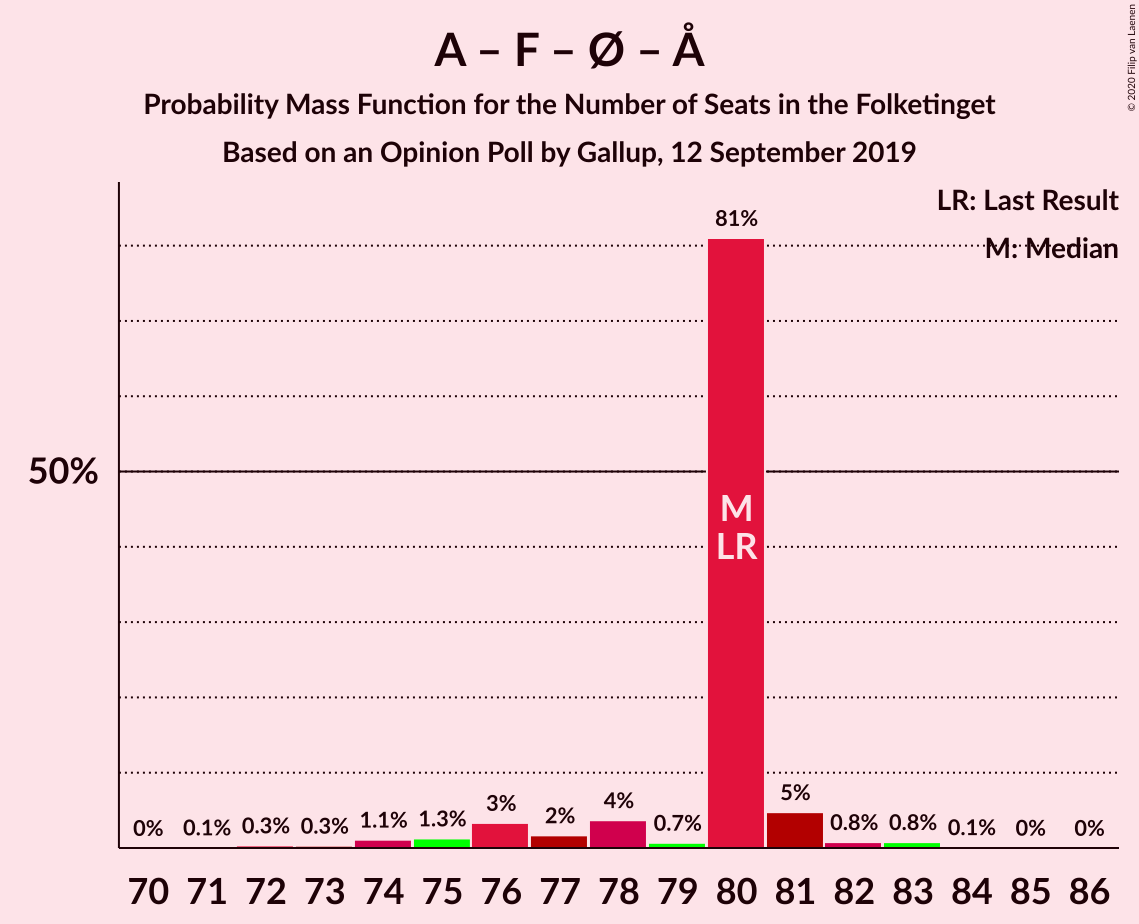 A – F – Ø – Å
Probability Mass Function for the Number of Seats in the Folketinget
Based on an Opinion Poll by Gallup, 12 September 2019
© 2020 Filip van Laenen
LR: Last Result
M: Median
50%
0% 0.1% 0.3% 0.3% 1.1% 1.3% 3% 2% 4% 0.7% 81% 5% 0.8% 0.8% 0.1% 0% 0%
M
LR
70 71 72 73 74 75 76 77 78 79 80 81 82 83 84 85 86